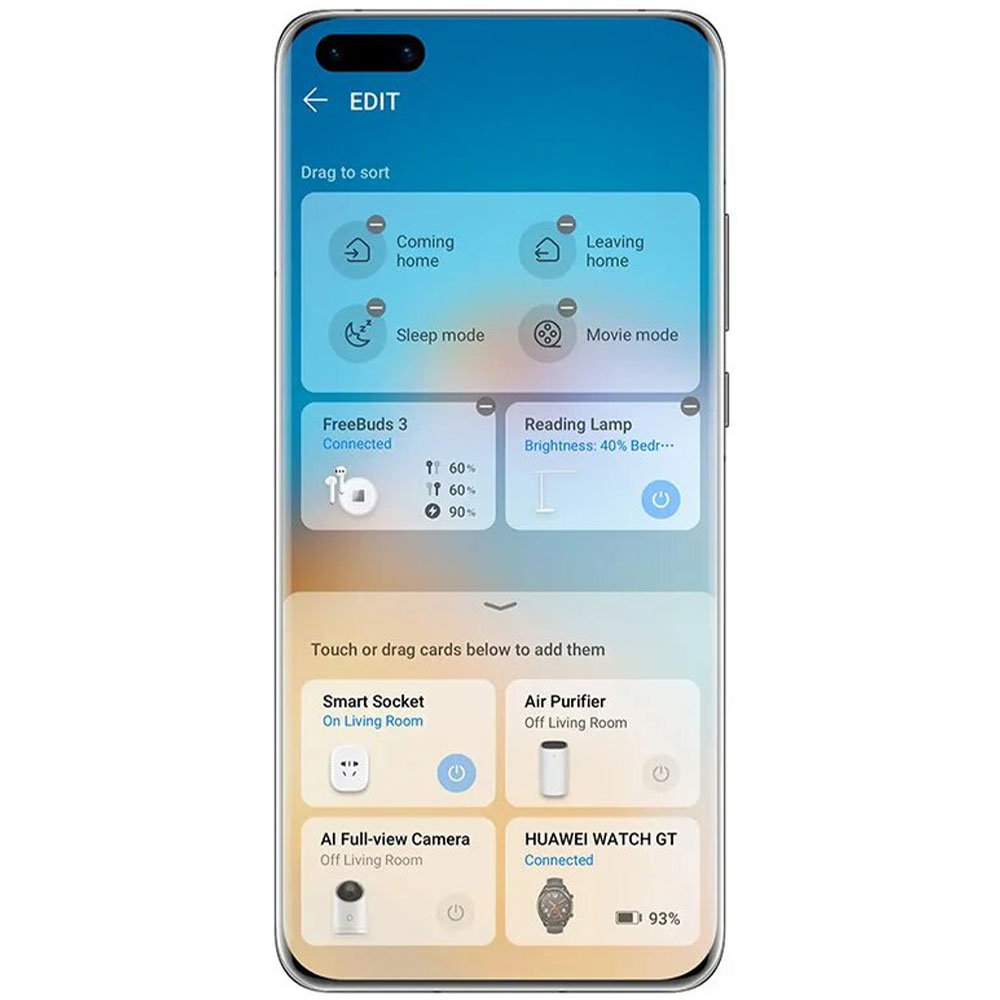 EDIT
Drag to sort
Coming
home
Leaving
home
Sleep mode
Movie mode
FreeBuds 3
Connected
60%
60%
90%
Reading Lamp
Brightness: 40% Bedr···
Touch or drag cards below to add them
Smart Socket
On Living Room
Air Purifier
Off Living Room
AI Full-view Camera
Off Living Room
HUAWEI WATCH GT
Connected
93%